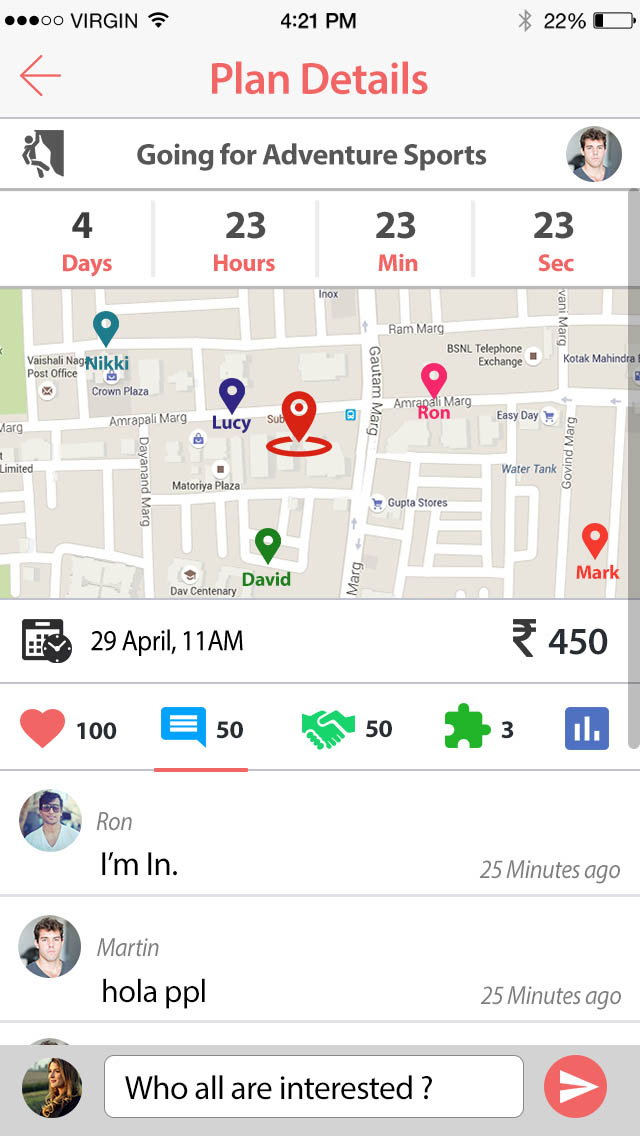 VIRGIN 4:21 PM 22%
Plan Details
Going for Adventure Sports
4 23 23 23
Days Hours Min Sec
Inox
Ram Marg
vani Marg
BSNL Telephone
Exchange
Kotak Mahindra
Vaishali Nagar
Post Office
Nikki
Crown Plaza
Gautam Marg
Amrapali Marg
Ron
Lucy
Sub
Easy Day
Amrapali Marg
Marg
Limited
Dayanand Marg
Matoriya Plaza
Water Tank
Govind Marg
Gupta Stores
David
Dav Centenary
Marg
Mark
29 April, 11AM ₹ 450
100 50 50 3
Ron
I'm In.
25 Minutes ago
Martin
hola ppl
25 Minutes ago
Who all are interested ?